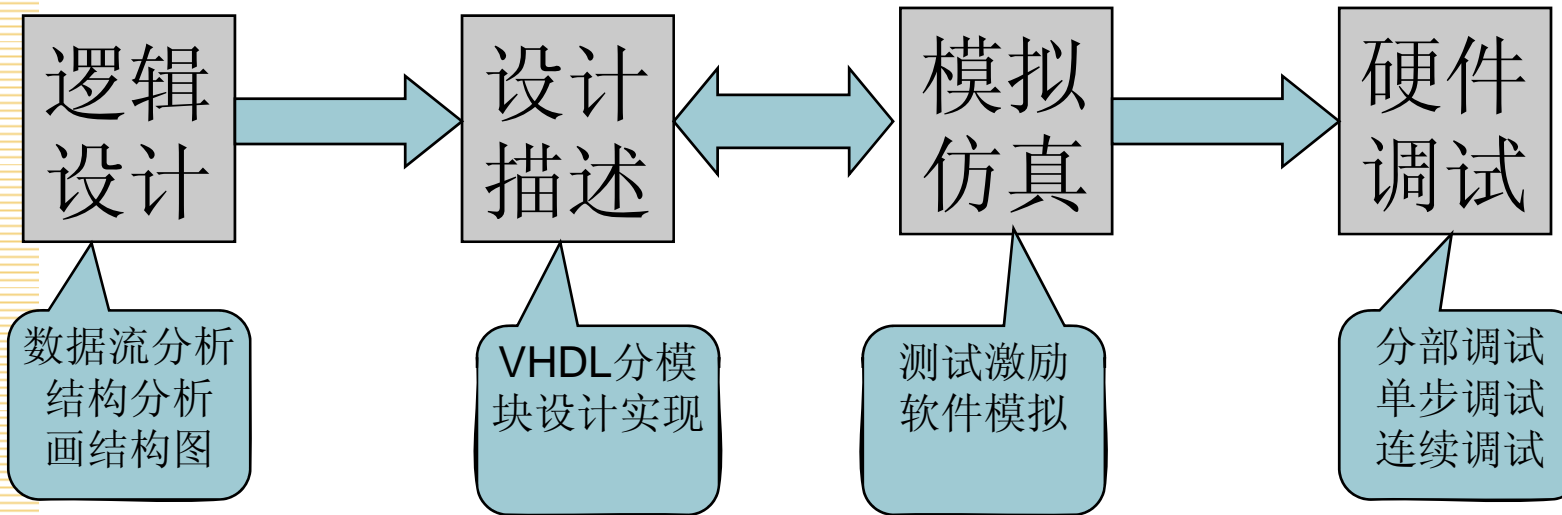 逻辑
设计
设计
描述
模拟
仿真
硬件
调试
数据流分析
结构分析
画结构图
VHDL分模
块设计实现
测试激励
软件模拟
分部调试
单步调试
连续调试